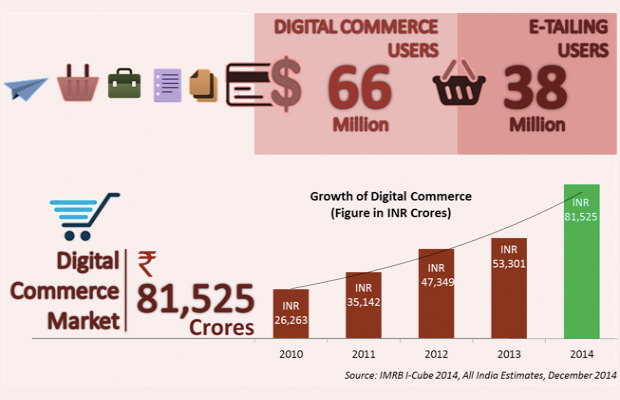 DIGITAL COMMERCE
USERS
66
Million
E-TAILING
USERS
38
Million
$
Digital
Commerce
Market
₹
81,525
Crores
Growth of Digital Commerce
(Figure in INR Crores)
INR
26,263
INR
35,142
INR
47,349
INR
53,301
INR
81,525
2010
2011
2012
2013
2014
Source: IMRB I-Cube 2014, All India Estimates, December 2014